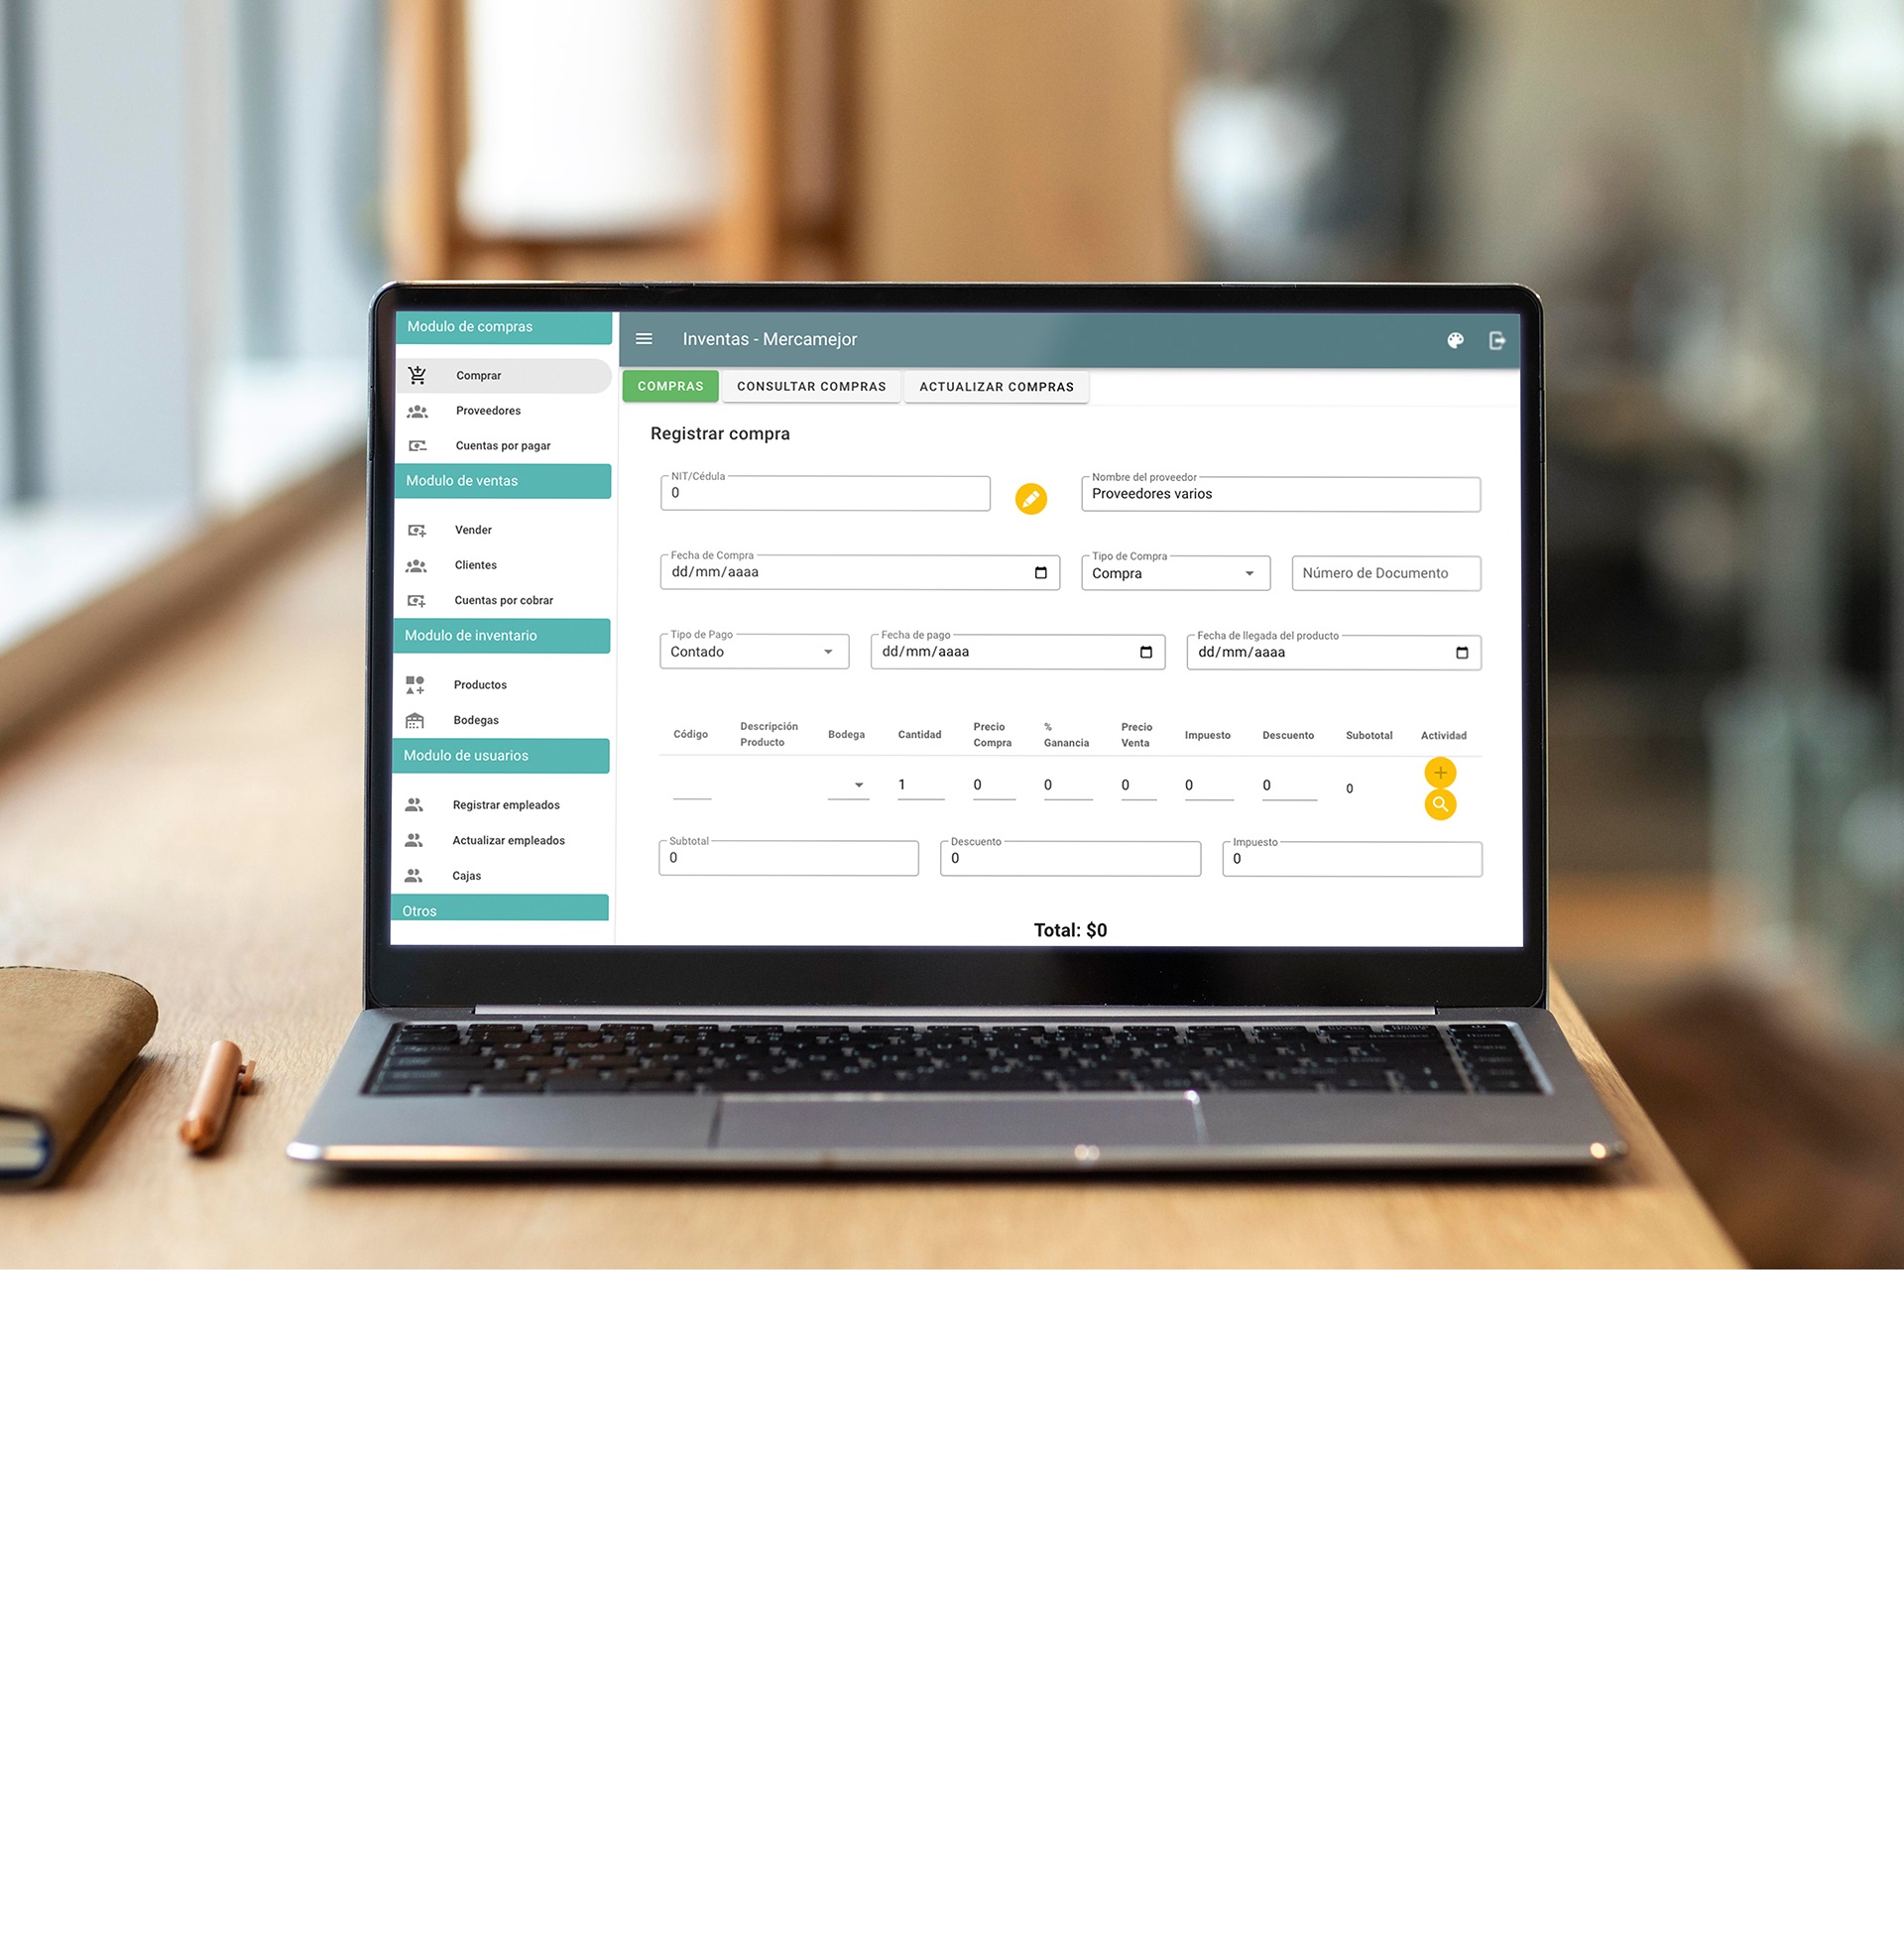 Modulo de compras
Comprar
Proveedores
Cuentas por pagar
Modulo de ventas
Vender
Clientes
Cuentas por cobrar
Modulo de inventario
Productos
Bodegas
Modulo de usuarios
Registrar empleados
Actualizar empleados
Cajas
Otros
Inventas - Mercamejor
COMPRAS CONSULTAR COMPRAS ACTUALIZAR COMPRAS
Registrar compra
NIT/Cédula
0
Nombre del proveedor
Proveedores varios
Fecha de Compra
dd/mm/aaaa
Tipo de Compra
Compra
Número de Documento
Tipo de Pago
Contado
Fecha de pago
dd/mm/aaaa
Fecha de llegada del producto
dd/mm/aaaa
Código
Descripción
Producto
Bodega
Cantidad
Precio
Compra
%
Ganancia
Precio
Venta
Impuesto
Descuento
Subototal
Actividad
1 0 0 0 0 0 0
Subtotal
0
Descuento
0
Impuesto
0
Total: $0